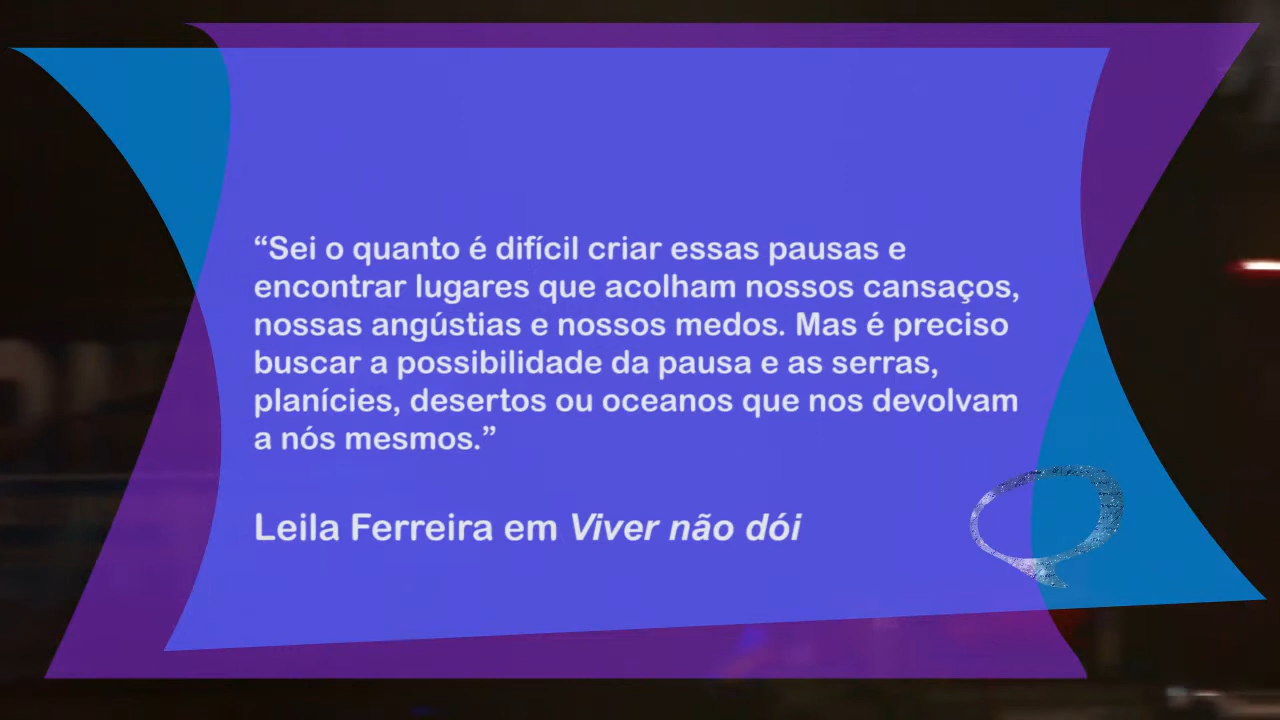 “Sei o quanto é difícil criar essas pausas e
encontrar lugares que acolham nossos cansaços,
nossas angústias e nossos medos. Mas é preciso
buscar a possibilidade da pausa e as serras,
planícies, desertos ou oceanos que nos devolvam
a nós mesmos.”
Leila Ferreira em Viver não dói